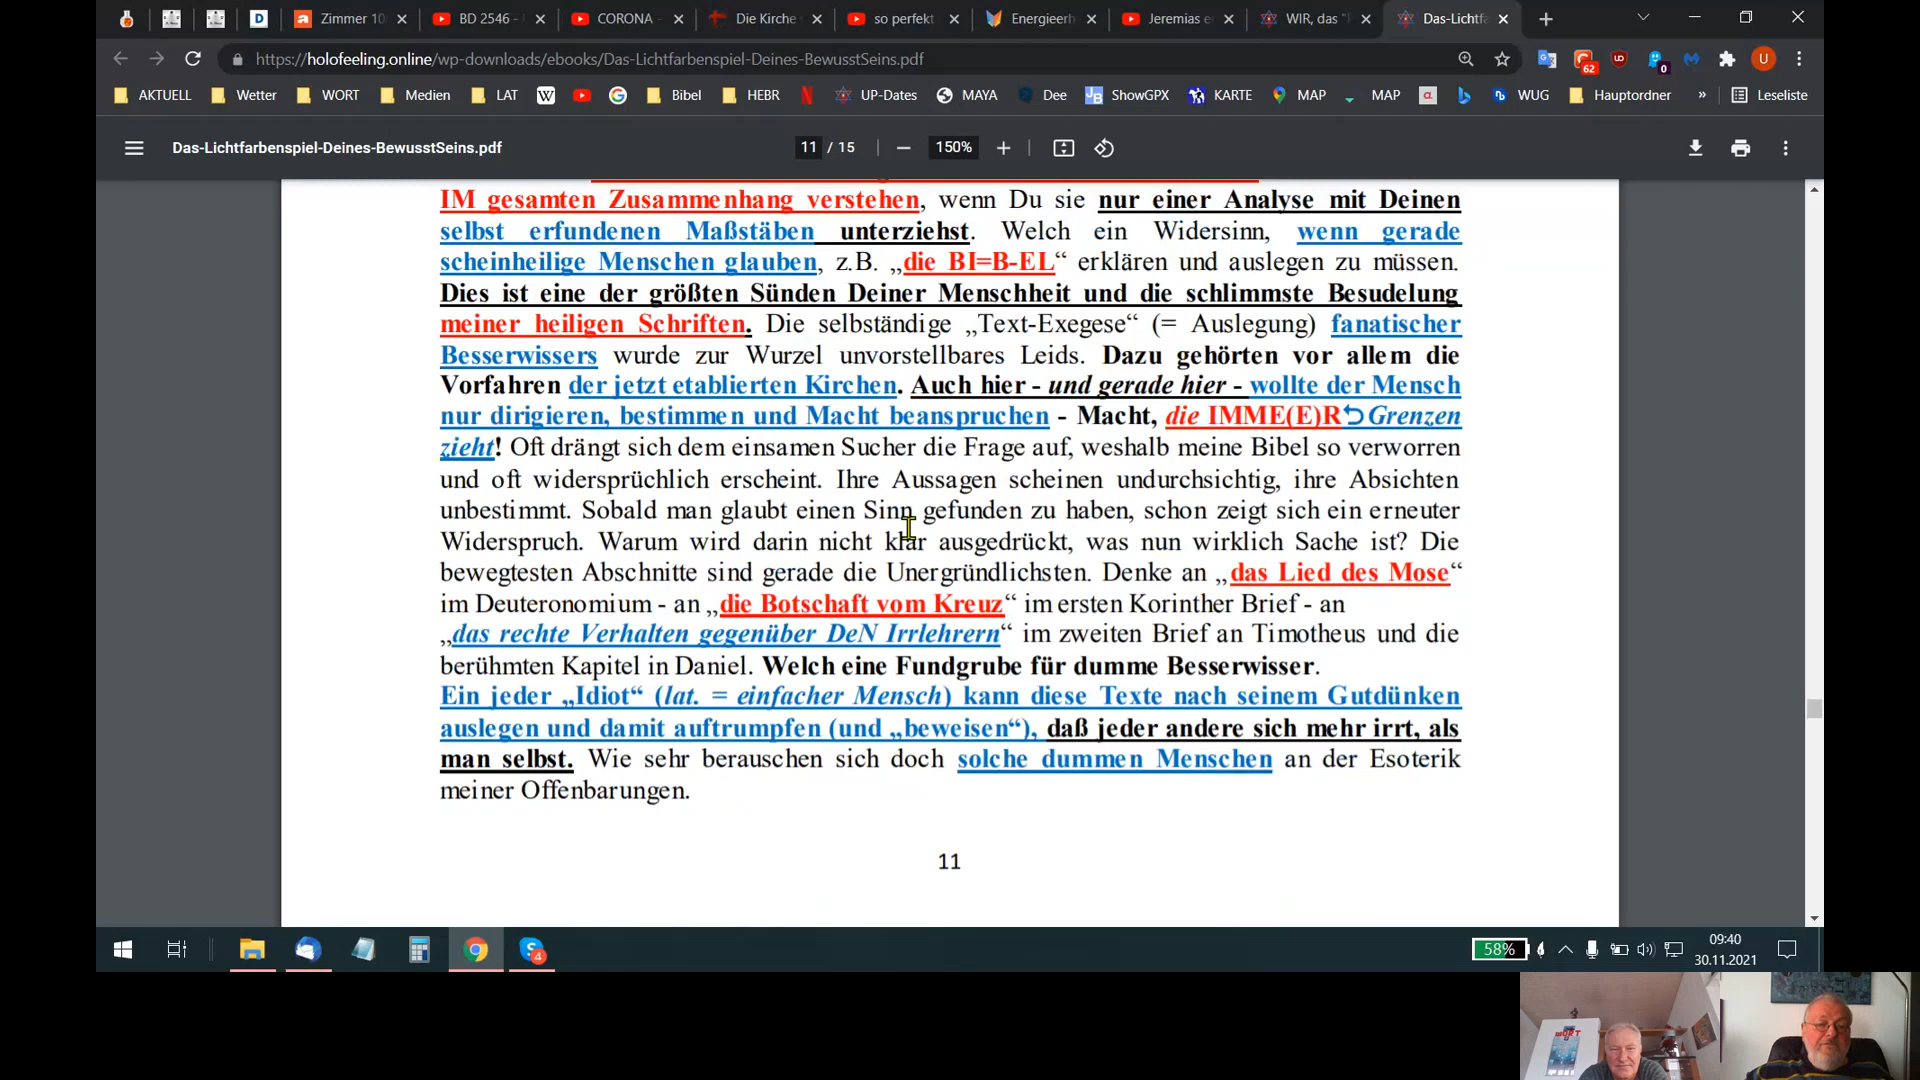 Zimmer 10
BD 2546 -
CORONA -
Die Kirche
so perfekt
Energieerh
Jeremias e
WIR, das "
Das-Lichtfa
https://holofeeling.online/wp-downloads/ebooks/Das-Lichtfarbenspiel-Deines-BewusstSeins.pdf
62
0
U
AKTUELL Wetter WORT Medien LAT W G Bibel HEBR N UP-Dates MAYA Dee ShowGPX KARTE MAP MAP WUG Hauptordner » Leseliste
Das-Lichtfarbenspiel-Deines-BewusstSeins.pdf 11 / 15 — 150% +
IM gesamten Zusammenhang verstehen, wenn Du sie nur einer Analyse mit Deinen
selbst erfundenen Maßstäben unterziehst. Welch ein Widersinn, wenn gerade
scheinheilige Menschen glauben, z.B. „die BI=B-EL“ erklären und auslegen zu müssen.
Dies ist eine der größten Sünden Deiner Menschheit und die schlimmste Besudelung
meiner heiligen Schriften. Die selbständige „Text-Exegese“ (= Auslegung) fanatischer
Besserwissers wurde zur Wurzel unvorstellbares Leids. Dazu gehörten vor allem die
Vorfahren der jetzt etablierten Kirchen. Auch hier - und gerade hier - wollte der Mensch
nur dirigieren, bestimmen und Macht beanspruchen - Macht, die IMME(E)R⮌Grenzen
zieht! Oft drängt sich dem einsamen Sucher die Frage auf, weshalb meine Bibel so verworren
und oft widersprüchlich erscheint. Ihre Aussagen scheinen undurchsichtig, ihre Absichten
unbestimmt. Sobald man glaubt einen Sinn gefunden zu haben, schon zeigt sich ein erneuter
Widerspruch. Warum wird darin nicht klar ausgedrückt, was nun wirklich Sache ist? Die
bewegtesten Abschnitte sind gerade die Unergründlichsten. Denke an „das Lied des Mose“
im Deuteronomium - an „die Botschaft vom Kreuz“ im ersten Korinther Brief - an
„das rechte Verhalten gegenüber DeN Irrlehrern“ im zweiten Brief an Timotheus und die
berühmten Kapitel in Daniel. Welch eine Fundgrube für dumme Besserwisser.
Ein jeder „Idiot“ (lat. = einfacher Mensch) kann diese Texte nach seinem Gutdünken
auslegen und damit auftrumpfen (und „beweisen“), daß jeder andere sich mehr irrt, als
man selbst. Wie sehr berauschen sich doch solche dummen Menschen an der Esoterik
meiner Offenbarungen.
11
4
58%
09:40
30.11.2021